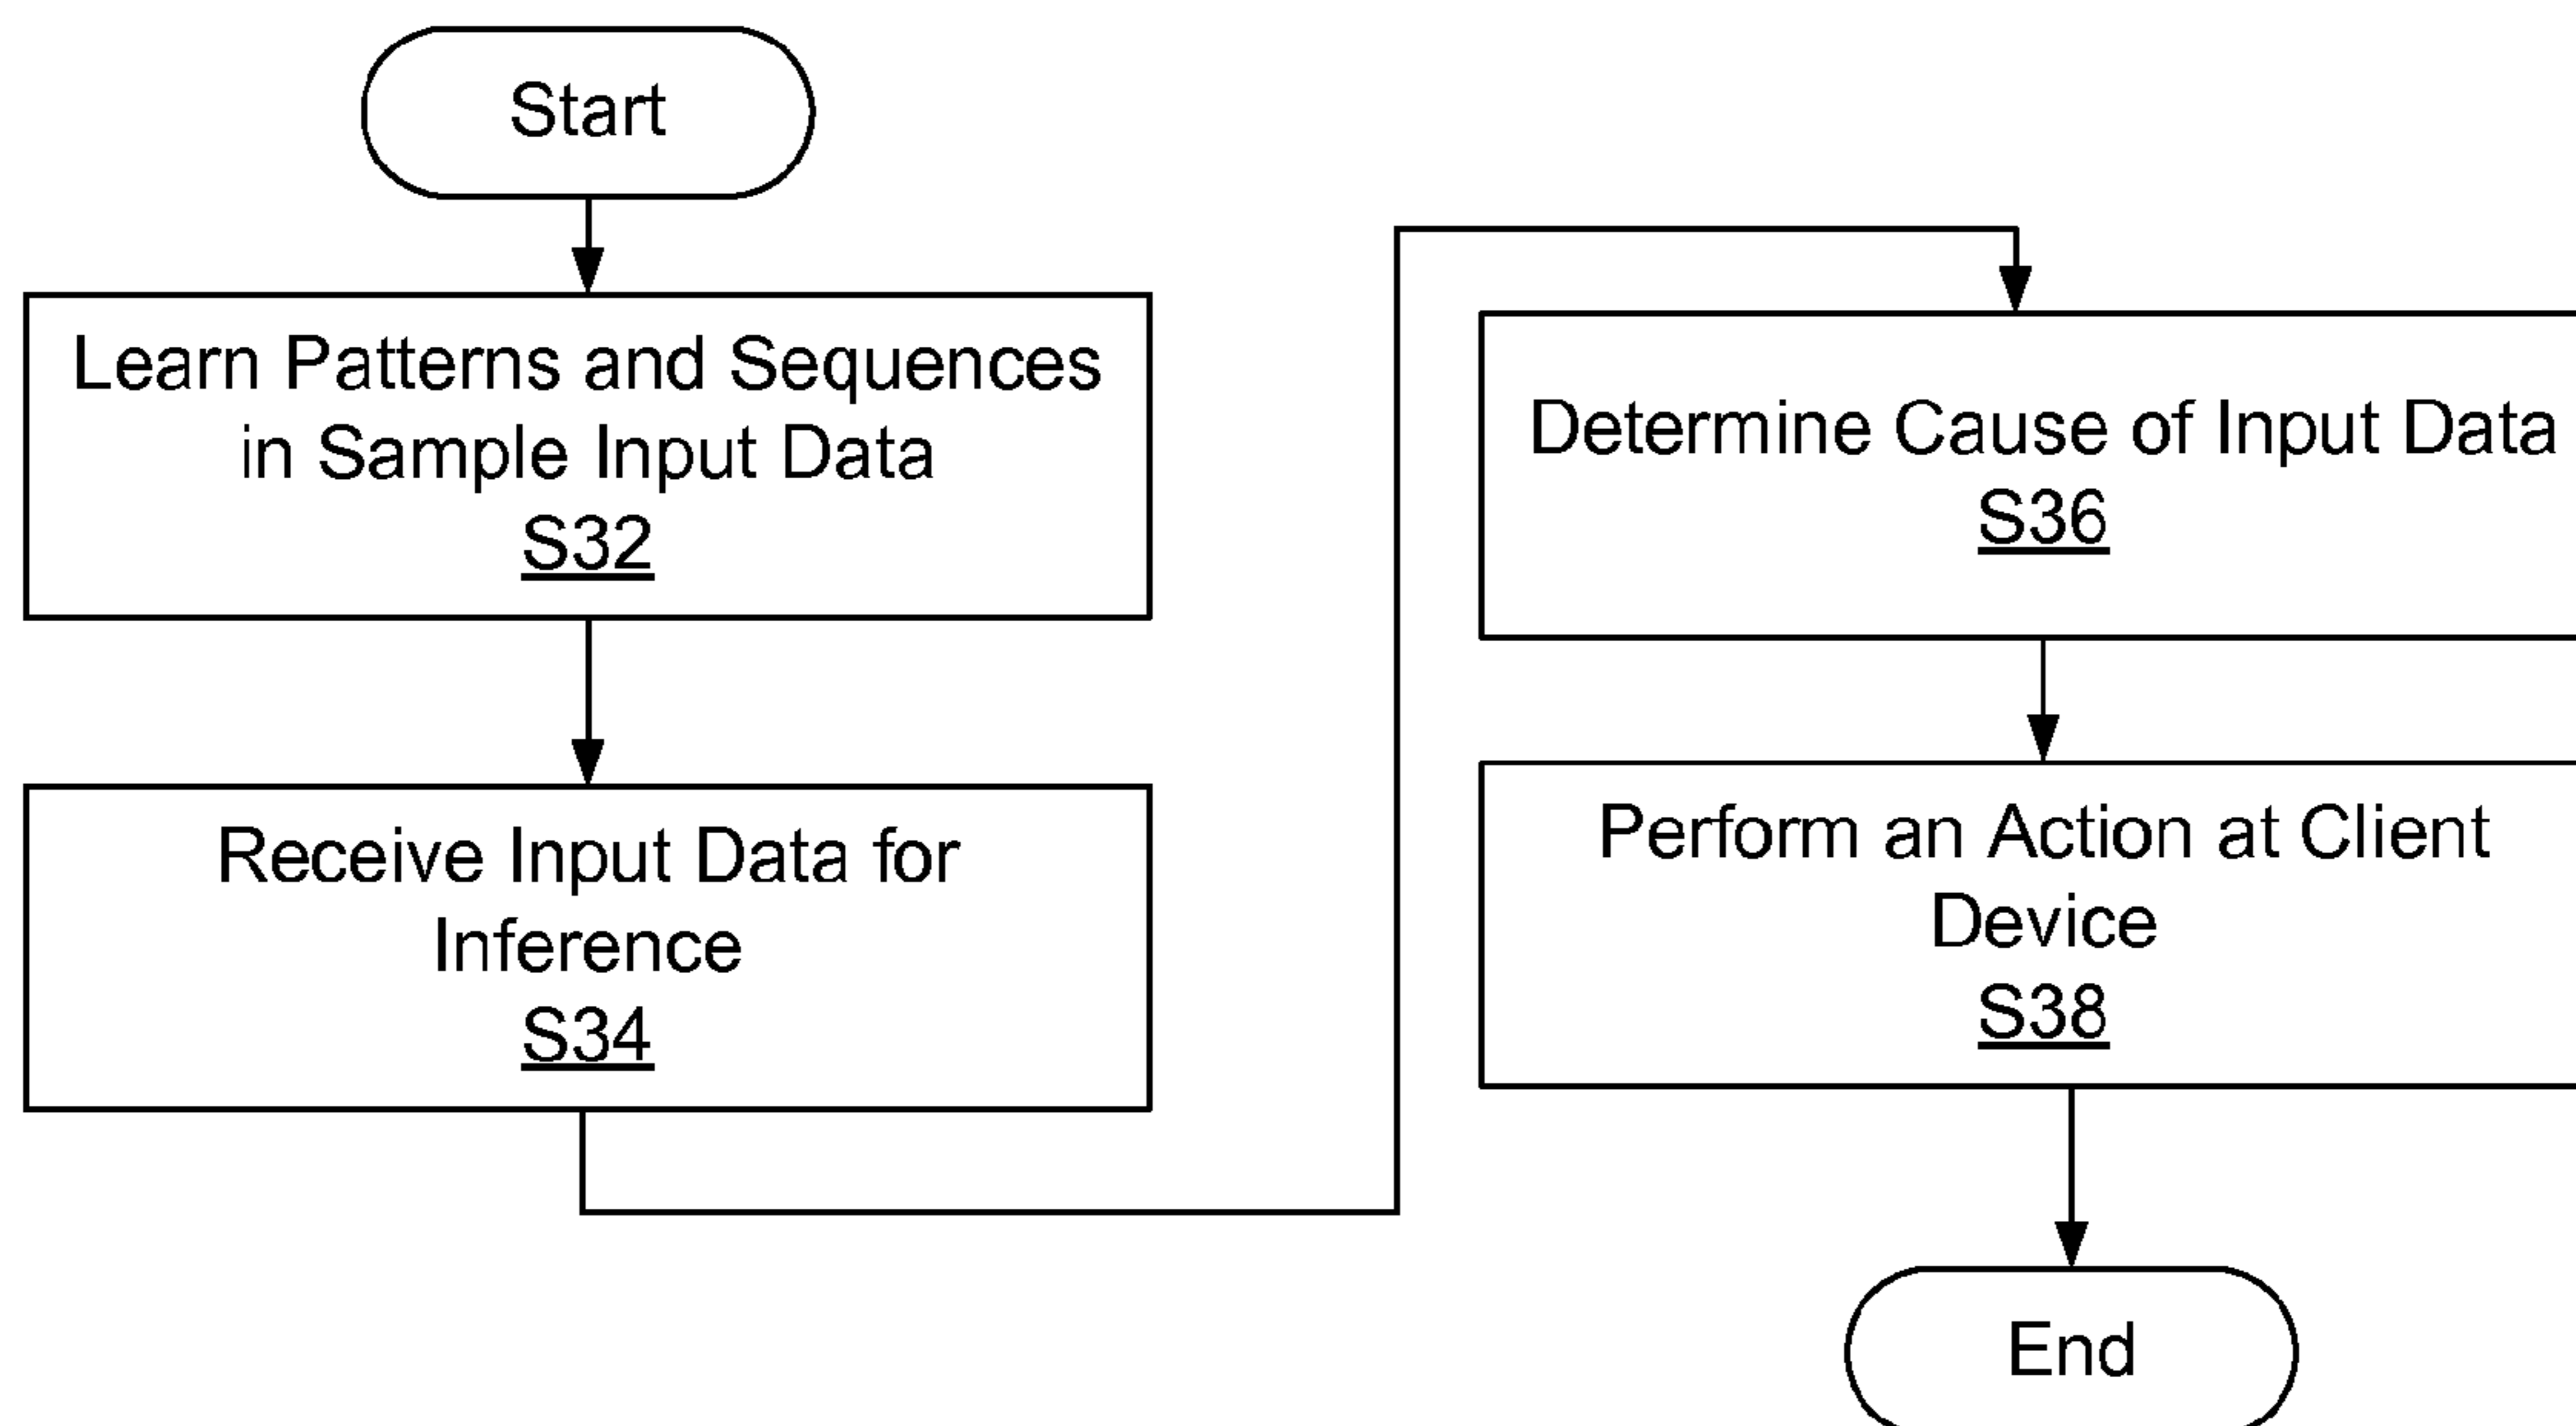 Start
Learn Patterns and Sequences
in Sample Input Data
S32
Receive Input Data for
Inference
S34
Determine Cause of Input Data
S36
Perform an Action at Client
Device
S38
End